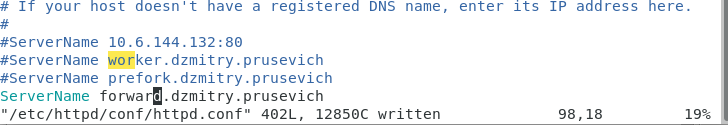 # If your host doesn't have a registered DNS name, enter its IP address here.
#
#ServerName 10.6.144.132:80
#ServerName worker.dzmitry.prusevich
#ServerName prefork.dzmitry.prusevich
ServerName forward.dzmitry.prusevich
"/etc/httpd/conf/httpd.conf" 402L, 12850C written 98,18 19%